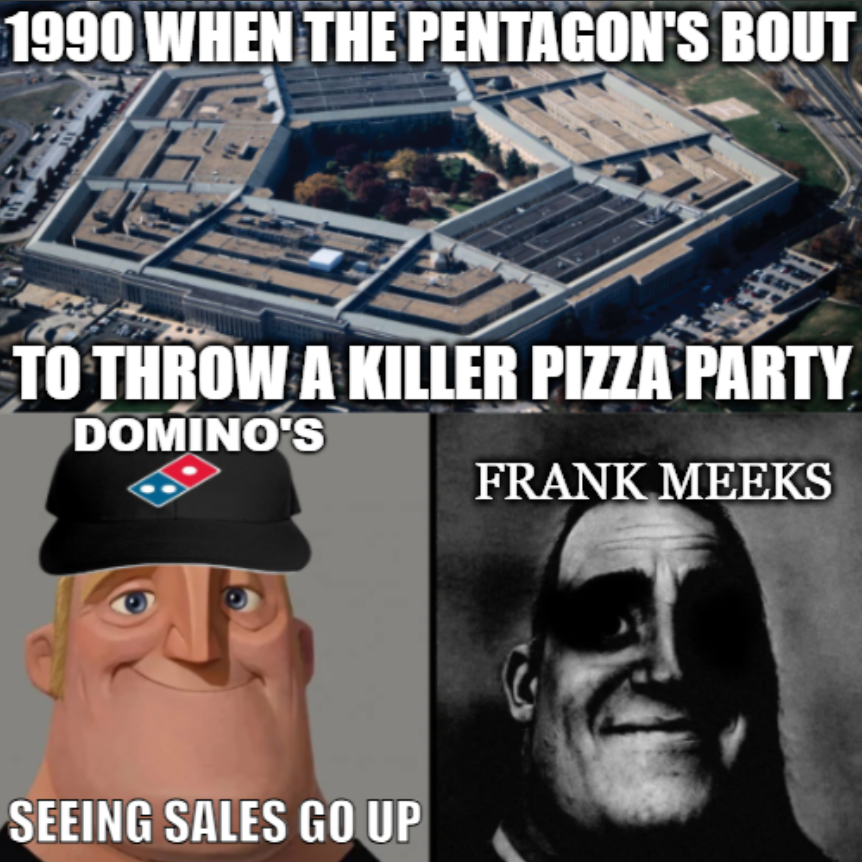 1990 WHEN THE PENTAGON'S BOUT
TO THROW A KILLER PIZZA PARTY
DOMINO'S
FRANK MEEKS
SEEING SALES GO UP